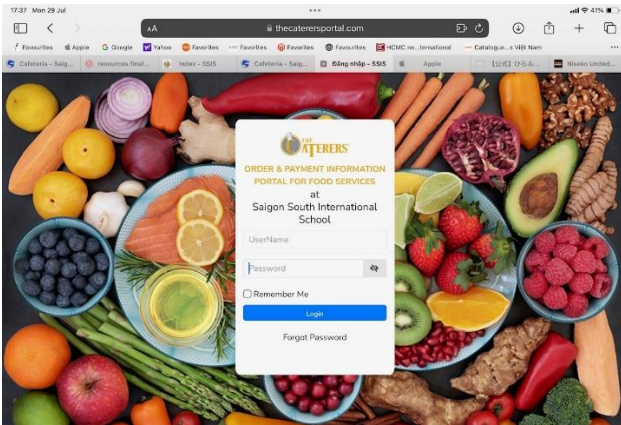 17:37 Mon 29 Jul
41%
AA thecaterersportal.com
Favourites Apple Google Yahoo Favorites Favorites Favorites Favourites HCMC ne...ternational Catalogue...s Việt Nam
Cafeteria - Saig... resources.final... Index - SSIS Cafeteria - Saig... Đăng nhập - SSIS Apple Niseko United...
THE
CATERERS
ORDER & PAYMENT INFORMATION
PORTAL FOR FOOD SERVICES
at
Saigon South International
School
UserName
Password
Remember Me
Login
Forgot Password